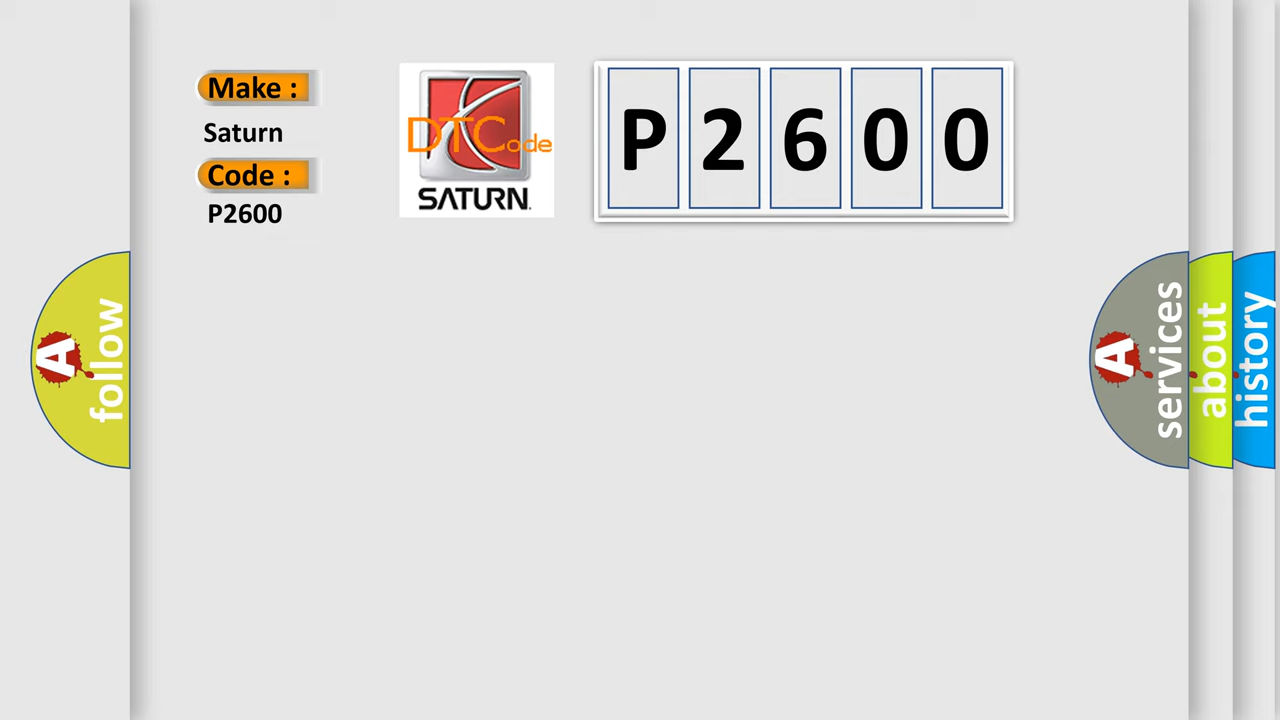 Make :
Saturn
Code :
P2600
DTCode
SATURN.
P 2 6 0 0
A
follow
A
services
about
history